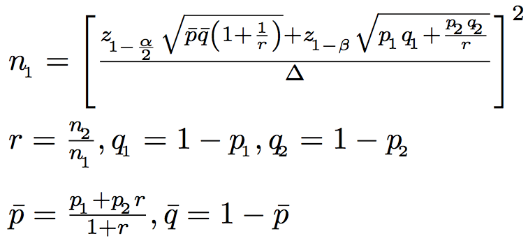 n₁ = [ (z_{1−α/2} √(p̄q̄(1+1/r)) + z_{1−β} √(p₁q₁ + p₂q₂/r)) / Δ ]²
r = n₂/n₁, q₁ = 1 − p₁, q₂ = 1 − p₂
p̄ = (p₁+p₂r)/(1+r), q̄ = 1 − p̄